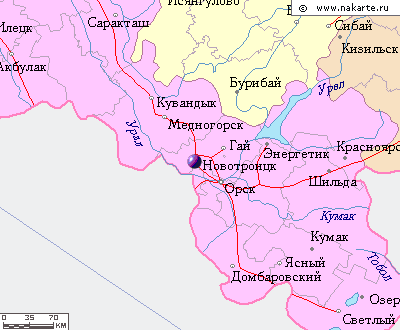 www.nakarte.ru
Исянгулово
Илецк
Саракташ
Сибай
Кизильск
Акбулак
Бурибай
Урал
Кувандык
Медногорск
Урал
Гай
Энергетик
Краснояр
Новотроицк
Шильда
Орск
Кумак
Кумак
Ясный
Тобол
Домбаровский
Озер
Светлый
0 35 70
КМ